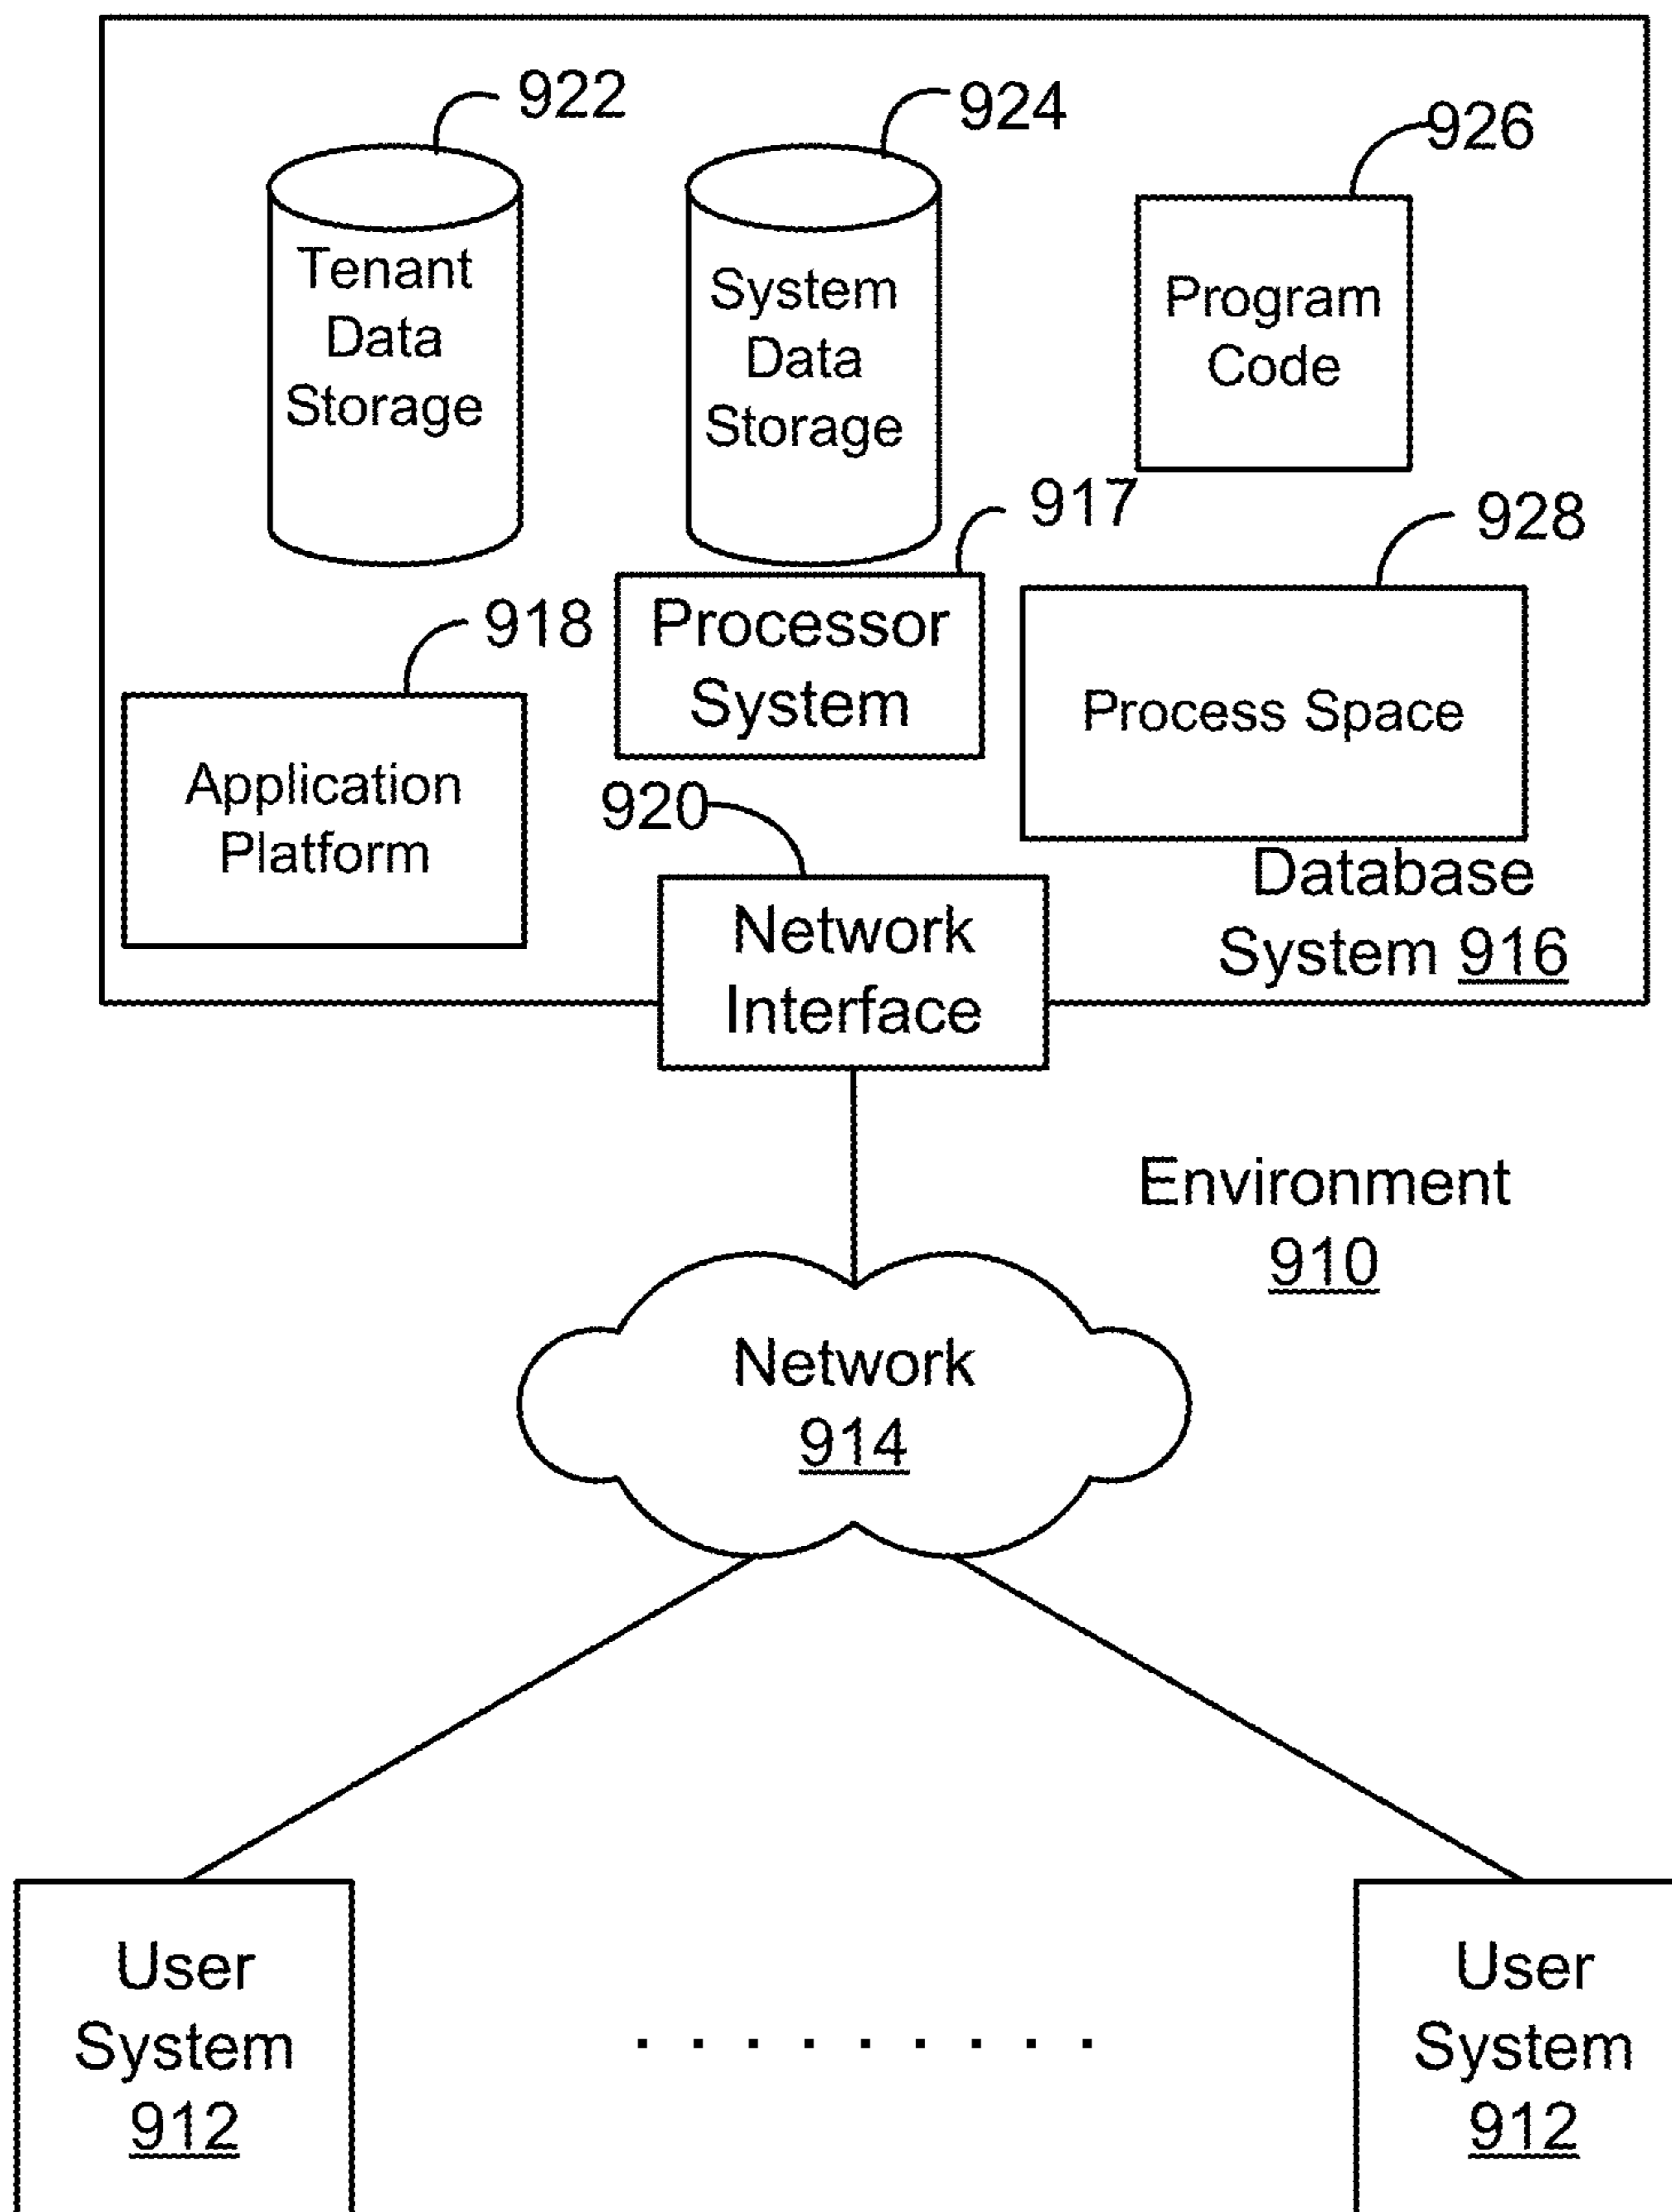 922
924
926
Tenant
Data
Storage
System
Data
Storage
Program
Code
917
928
918
Processor
System
Process Space
Application
Platform
920
Network
Interface
Database
System 916
Environment
910
Network
914
User
System
912
.........
User
System
912